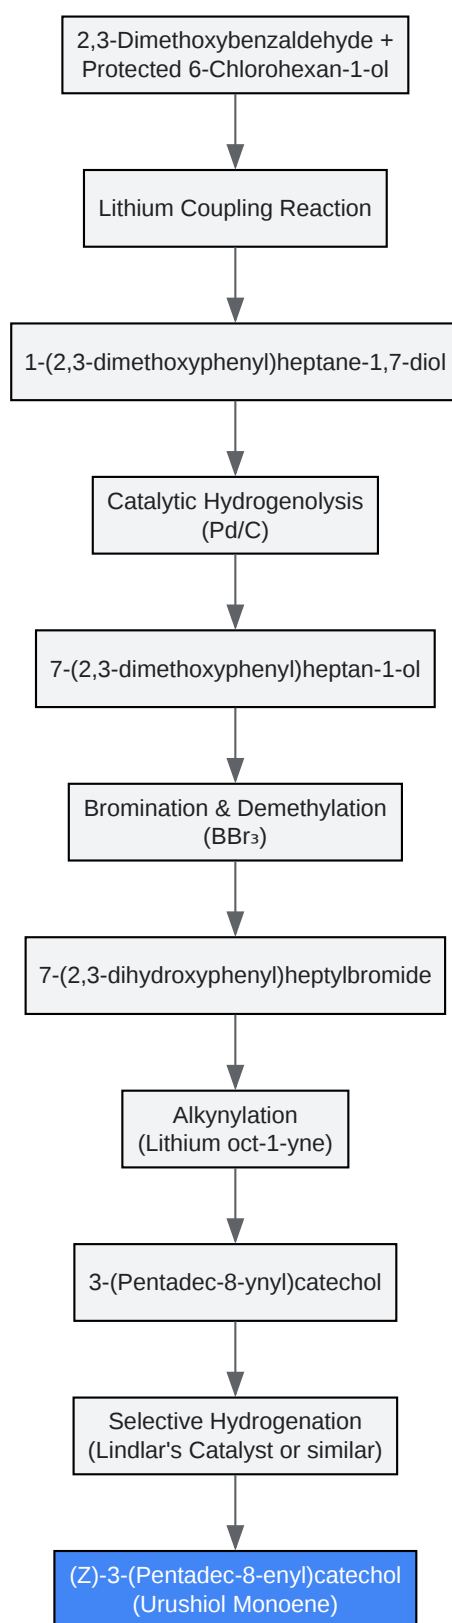 2,3-Dimethoxybenzaldehyde +
Protected 6-Chlorohexan-1-ol
Lithium Coupling Reaction
1-(2,3-dimethoxyphenyl)heptane-1,7-diol
Catalytic Hydrogenolysis
(Pd/C)
7-(2,3-dimethoxyphenyl)heptan-1-ol
Bromination & Demethylation
(BBr₃)
7-(2,3-dihydroxyphenyl)heptylbromide
Alkynylation
(Lithium oct-1-yne)
3-(Pentadec-8-ynyl)catechol
Selective Hydrogenation
(Lindlar's Catalyst or similar)
(Z)-3-(Pentadec-8-enyl)catechol
(Urushiol Monoene)